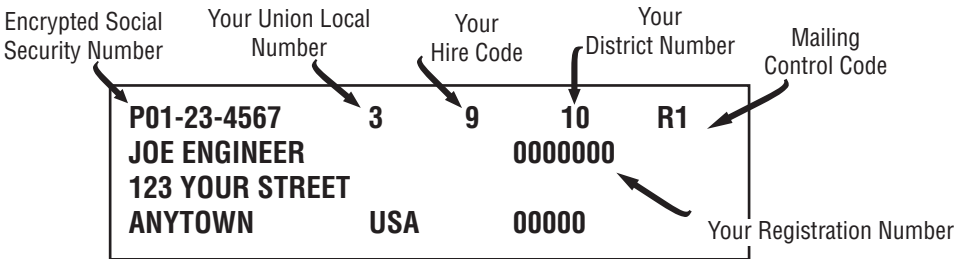 Encrypted Social
Security Number
Your Union Local
Number
Your
Hire Code
Your
District Number
Mailing
Control Code
P01-23-4567 3 9 10 R1
JOE ENGINEER 0000000
123 YOUR STREET
ANYTOWN USA 00000
Your Registration Number